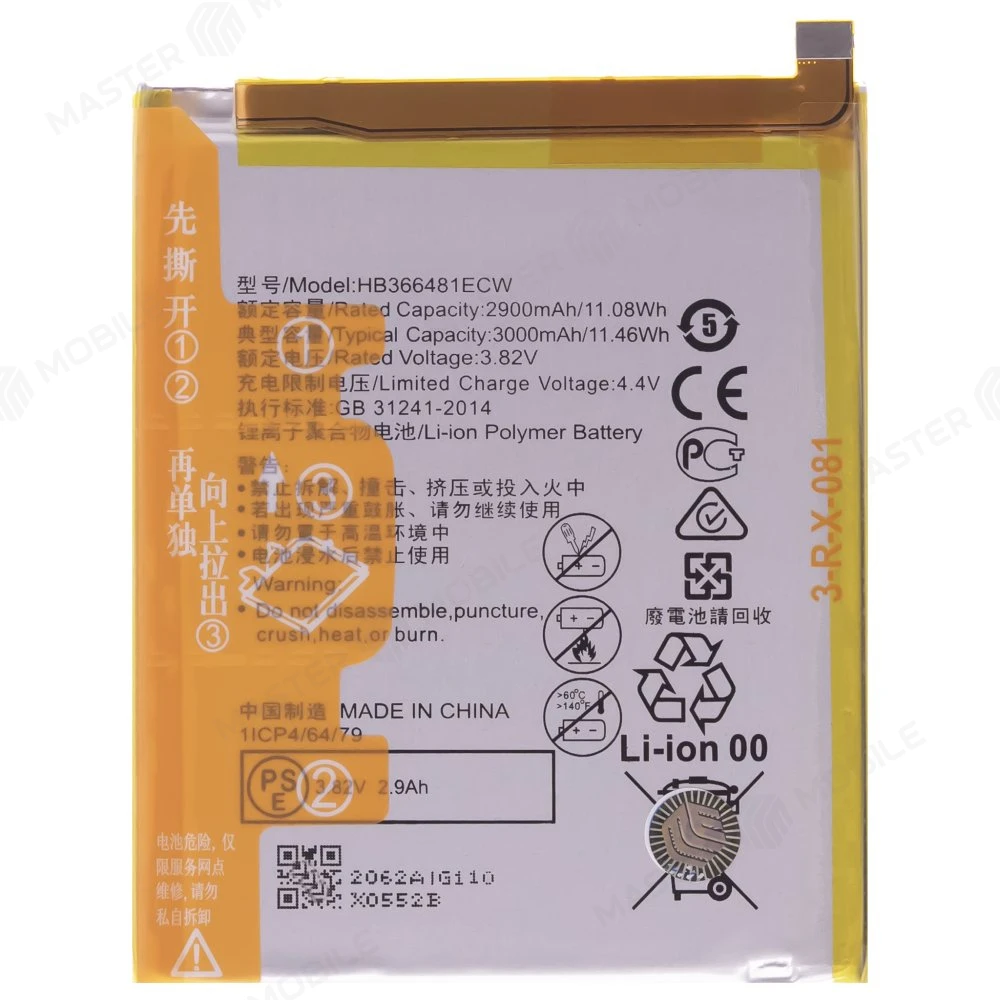 MASTER MOBILE
型号/Model:HB366481ECW
额定容量/Rated Capacity:2900mAh/11.08Wh
典型容量/Typical Capacity:3000mAh/11.46Wh
额定电压/Rated Voltage:3.82V
充电限制电压/Limited Charge Voltage:4.4V
执行标准:GB 31241-2014
锂离子聚合物电池/Li-ion Polymer Battery
警告:
•禁止拆解、撞击、挤压或投入火中
•若出现严重鼓胀、请勿继续使用
•请勿置于高温环境中
•电池浸水后禁止使用
Warning:
• Do not disassemble,puncture,
crush,heat,or burn.
中国制造 MADE IN CHINA
1ICP4/64/79
PS
E
3.82V 2.9Ah
2062AIG110
X0552B
先撕开①②
再单独
向上拉出③
①
③
②
电池危险,仅
限服务网点
维修,请勿
私自拆卸
5
CE
PCT
廢電池請回收
>60°C
>140°F
Li-ion 00
3-R-X-081